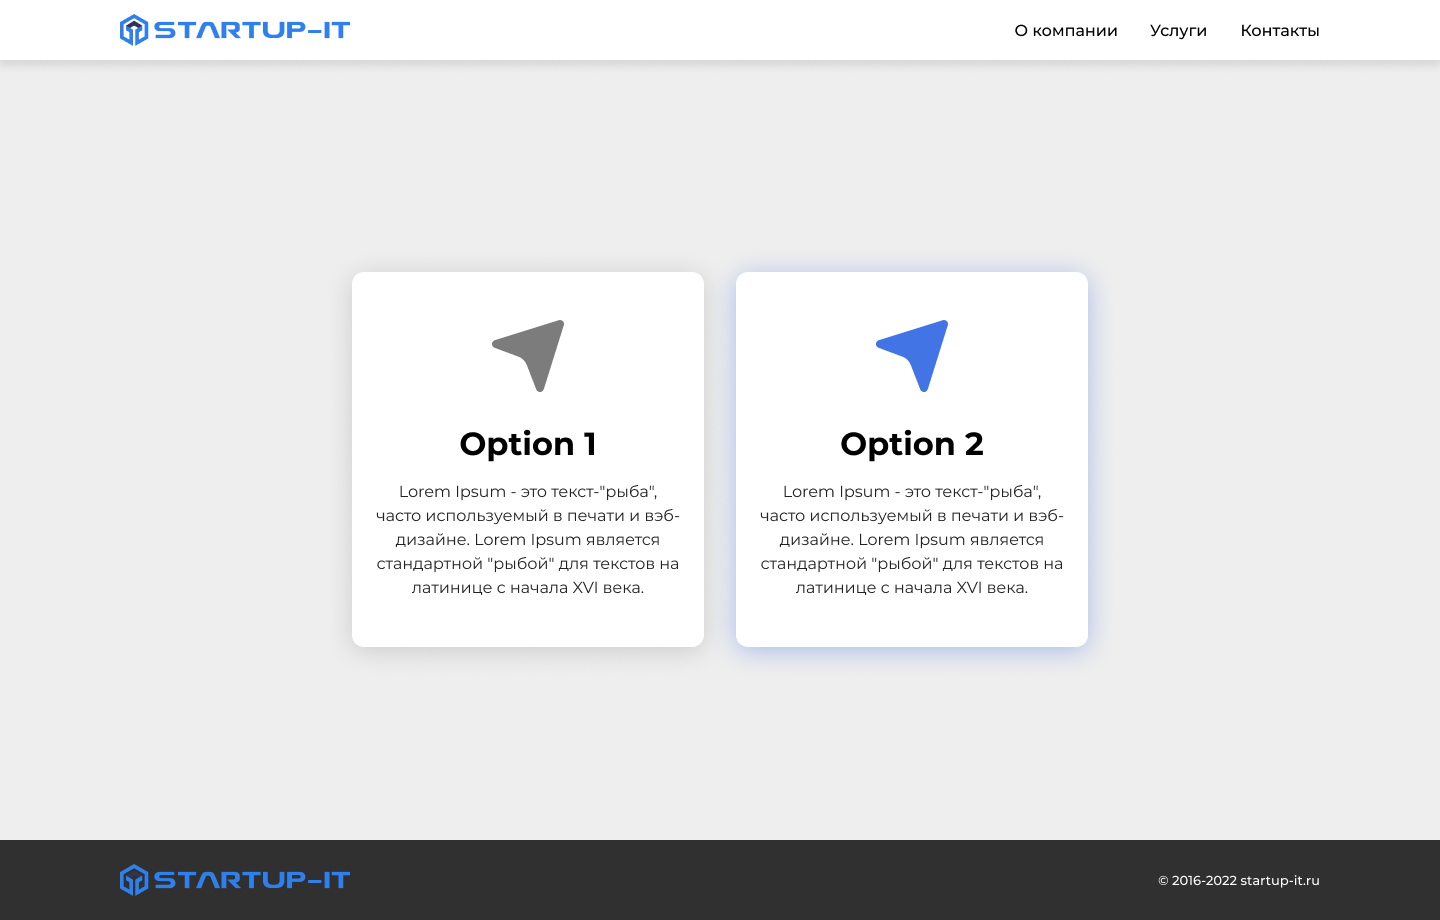 STARTUP-IT
О компании Услуги Контакты
Option 1
Lorem Ipsum - это текст-"рыба",
часто используемый в печати и вэб-
дизайне. Lorem Ipsum является
стандартной "рыбой" для текстов на
латинице с начала XVI века.
Option 2
Lorem Ipsum - это текст-"рыба",
часто используемый в печати и вэб-
дизайне. Lorem Ipsum является
стандартной "рыбой" для текстов на
латинице с начала XVI века.
STARTUP-IT
© 2016-2022 startup-it.ru